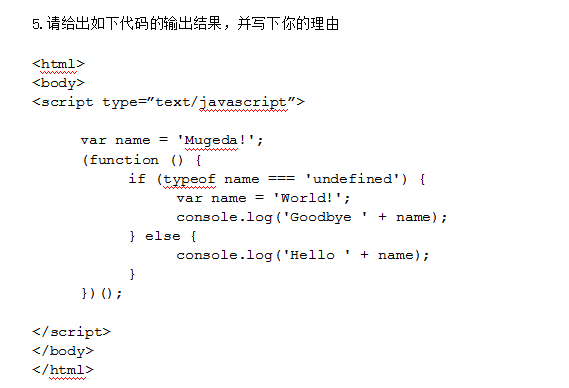 5.请给出如下代码的输出结果，并写下你的理由
<html>
<body>
<script type=”text/javascript”>
var name = 'Mugeda!';
(function () {
if (typeof name === 'undefined') {
var name = 'World!';
console.log('Goodbye ' + name);
} else {
console.log('Hello ' + name);
}
})();
</script>
</body>
</html>